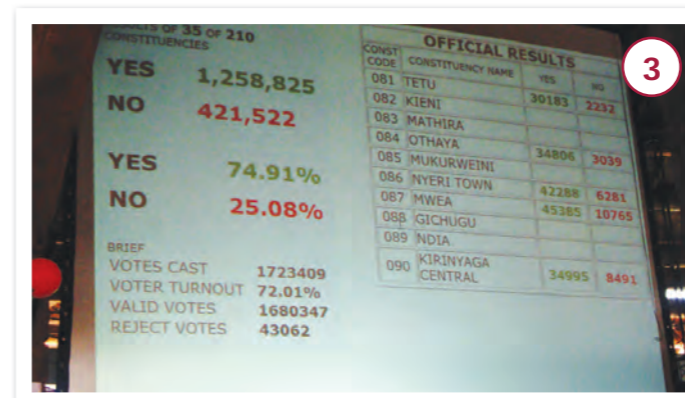 RESULTS OF 35 OF 210
CONSTITUENCIES
YES 1,258,825
NO 421,522
YES 74.91%
NO 25.08%
BRIEF
VOTES CAST 1723409
VOTER TURNOUT 72.01%
VALID VOTES 1680347
REJECT VOTES 43062
OFFICIAL RESULTS
CONST CODE CONSTITUENCY NAME YES NO
081 TETU 30183 2232
082 KIENI
083 MATHIRA
084 OTHAYA 34806 3039
085 MUKURWEINI
086 NYERI TOWN 42288 6281
087 MWEA 45385 10765
088 GICHUGU
089 NDIA
090 KIRINYAGA CENTRAL 34995 8491
3